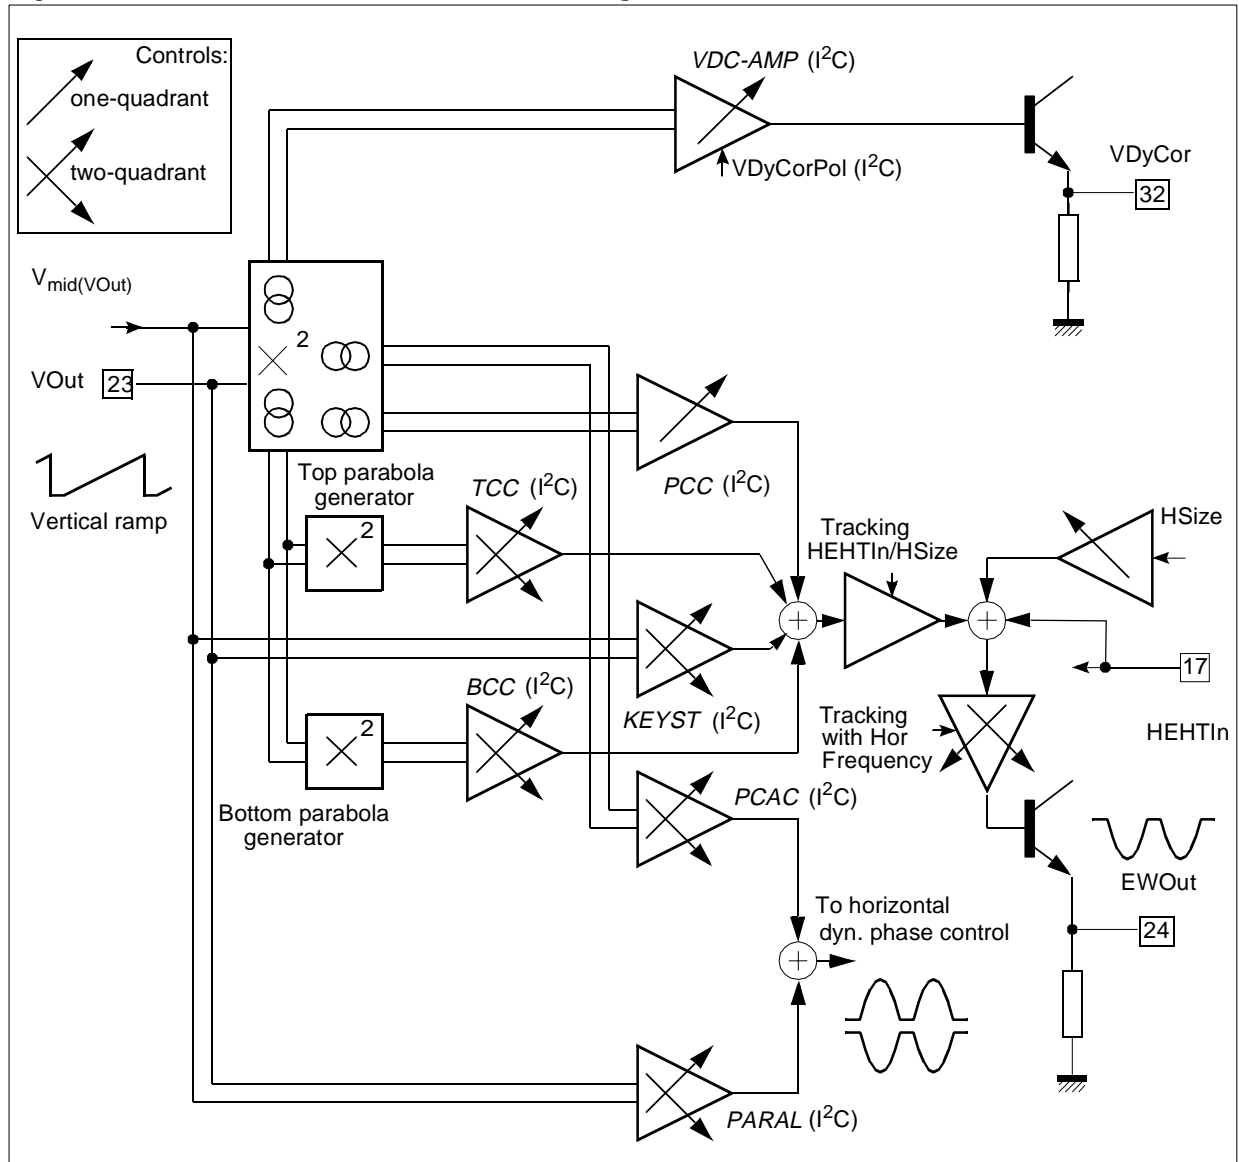 Controls:
one-quadrant
two-quadrant
VDC-AMP (I2C)
VDyCorPol (I2C)
VDyCor
32
Vmid(VOut)
2
VOut 23
Vertical ramp
Top parabola
generator
2
TCC (I2C)
PCC (I2C)
Tracking
HEHTIn/HSize
HSize
17
HEHTIn
KEYST (I2C)
BCC (I2C)
2
Bottom parabola
generator
Tracking
with Hor
Frequency
PCAC (I2C)
EWOut
24
To horizontal
dyn. phase control
PARAL (I2C)